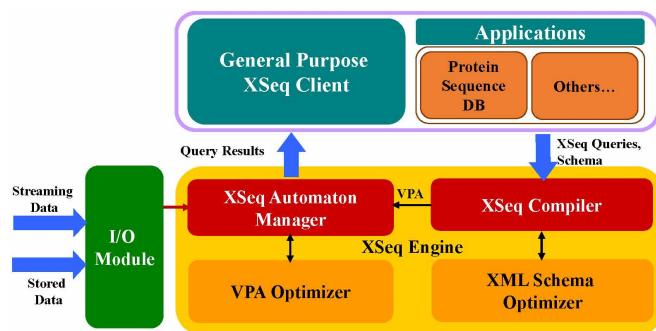 General Purpose
XSeq Client
Applications
Protein
Sequence
DB
Others...
Query Results
XSeq Queries,
Schema
Streaming
Data
Stored
Data
I/O
Module
XSeq Automaton
Manager
VPA
XSeq Compiler
XSeq Engine
VPA Optimizer
XML Schema
Optimizer